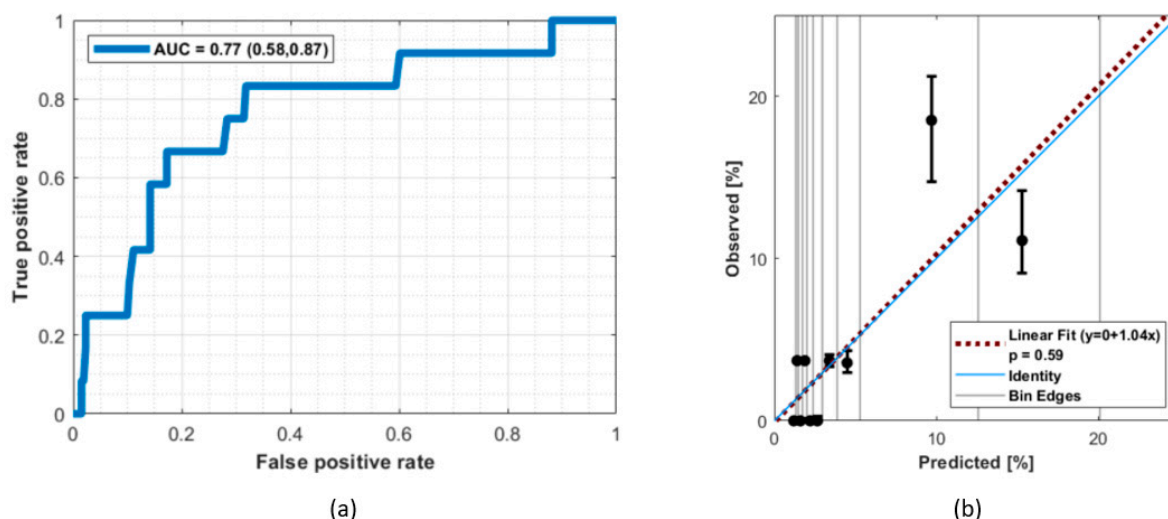 AUC = 0.77 (0.58,0.87)
1
0.8
0.6
0.4
0.2
0
0 0.2 0.4 0.6 0.8 1
True positive rate
False positive rate
(a)
20
10
0
0 10 20
Observed [%]
Predicted [%]
Linear Fit (y=0+1.04x)
p = 0.59
Identity
Bin Edges
(b)